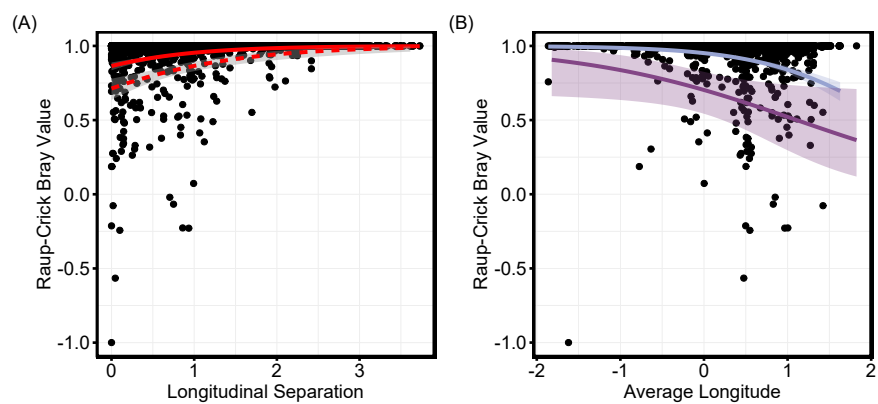 (A)
Raup-Crick Bray Value
1.0
0.5
0.0
-0.5
-1.0
0 1 2 3
Longitudinal Separation
(B)
Raup-Crick Bray Value
1.0
0.5
0.0
-0.5
-1.0
-2 -1 0 1 2
Average Longitude